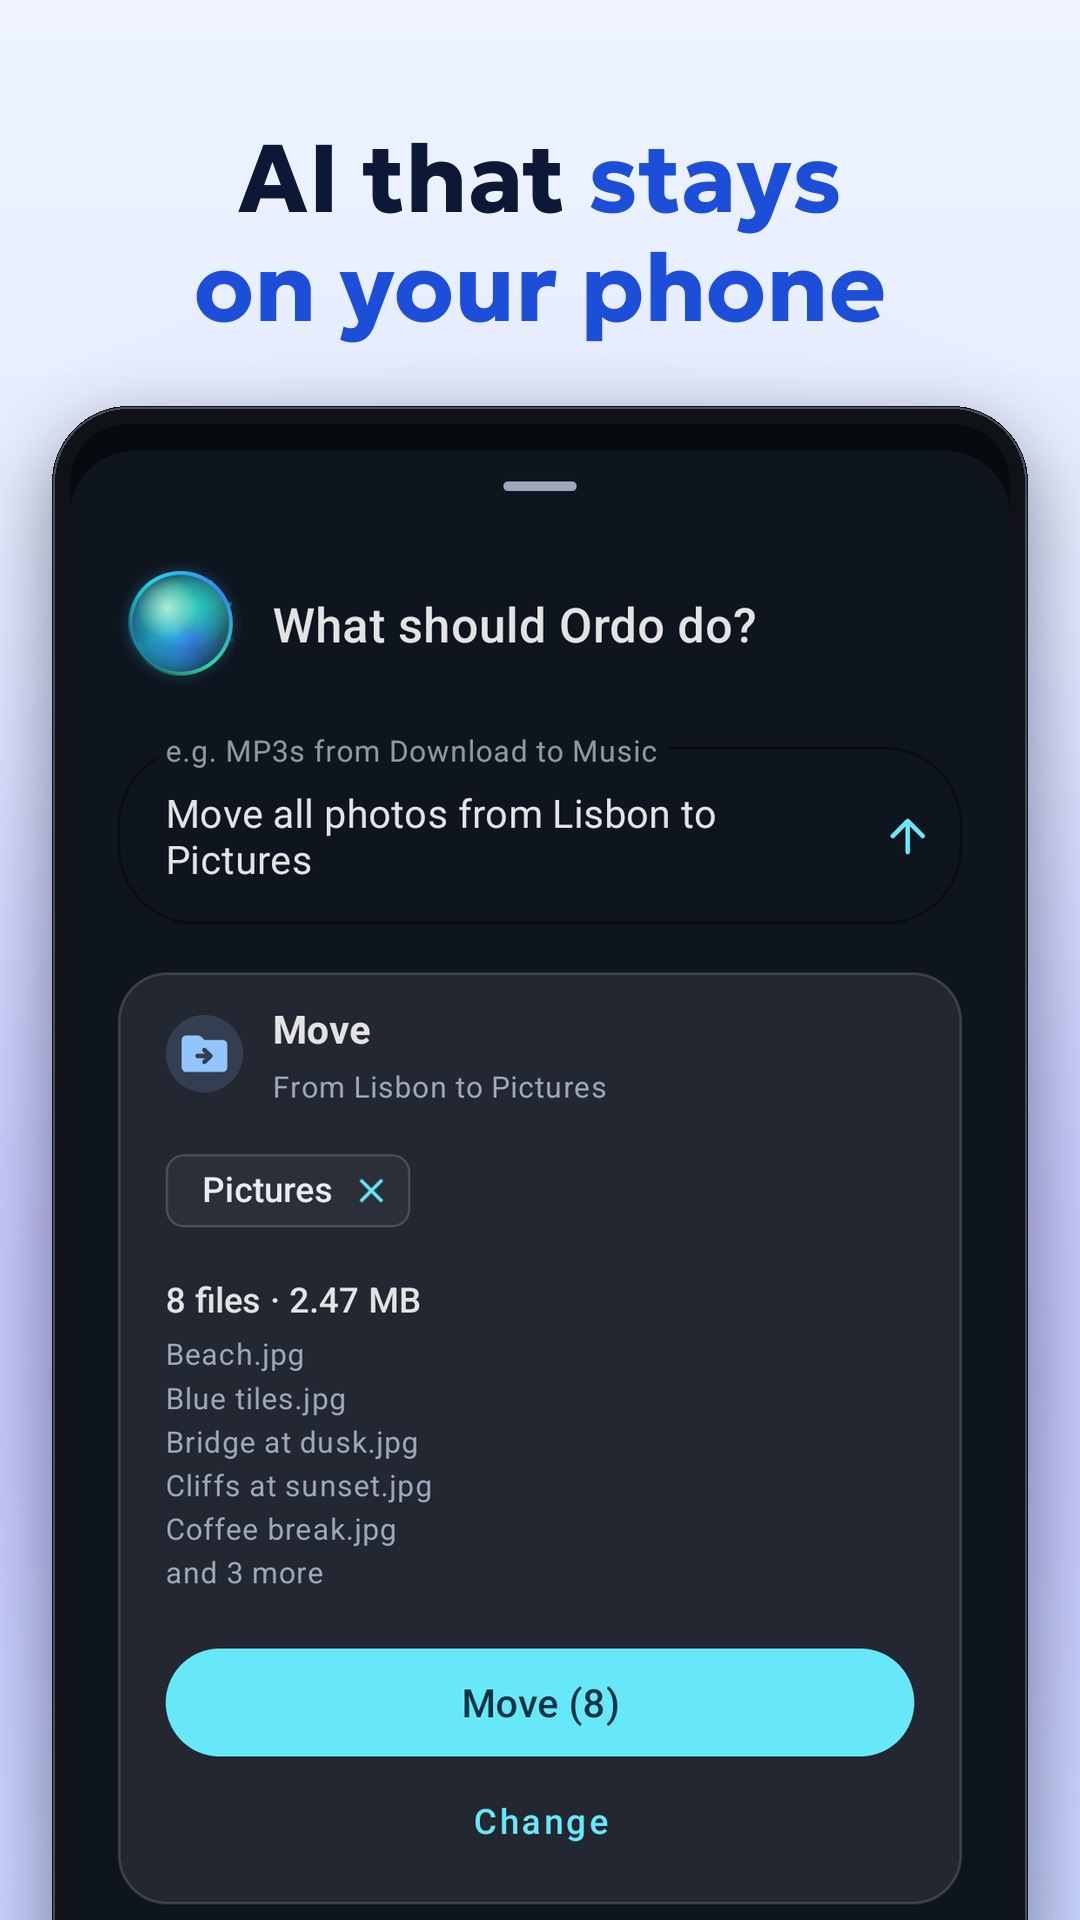 AI that stays
on your phone
What should Ordo do?
e.g. MP3s from Download to Music
Move all photos from Lisbon to
Pictures
Move
From Lisbon to Pictures
Pictures
8 files · 2.47 MB
Beach.jpg
Blue tiles.jpg
Bridge at dusk.jpg
Cliffs at sunset.jpg
Coffee break.jpg
and 3 more
Move (8)
Change